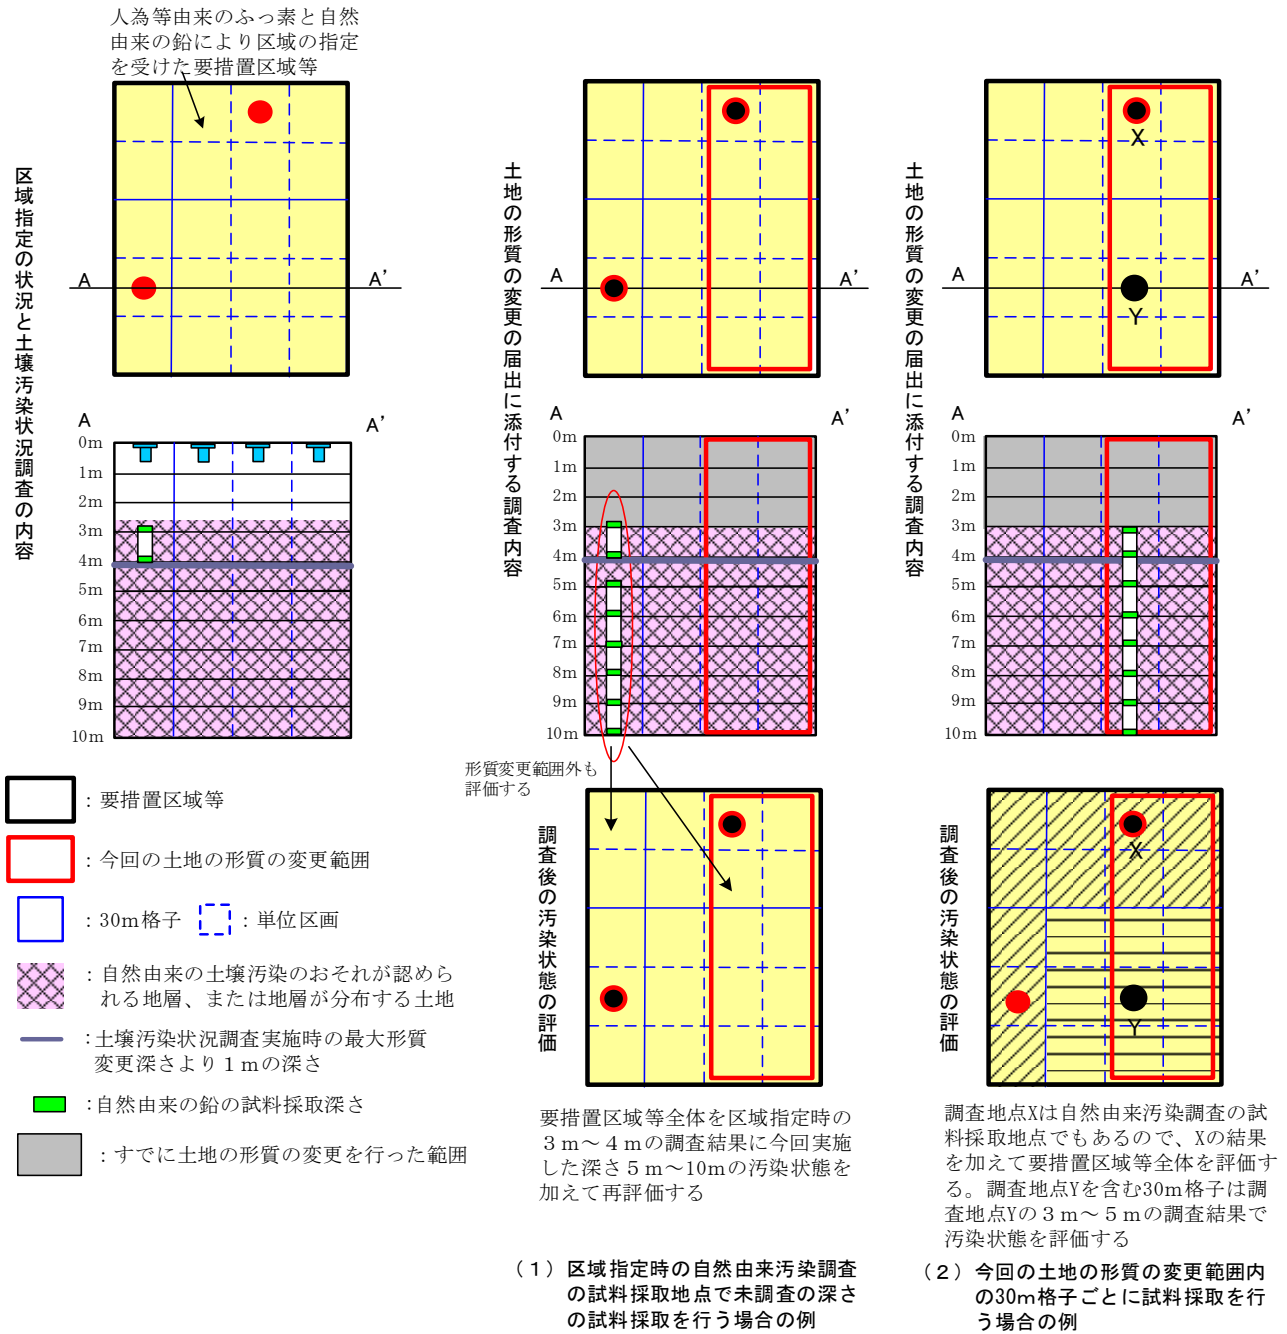 人為等由来のふっ素と自然
由来の鉛により区域の指定
を受けた要措置区域等
区域指定の状況と土壌汚染状況調査の内容
A
A’
A
A’
0m
1m
2m
3m
4m
5m
6m
7m
8m
9m
10m
土地の形質の変更の届出に添付する調査内容
A
A’
A
A’
0m
1m
2m
3m
4m
5m
6m
7m
8m
9m
10m
形質変更範囲外も
評価する
調査後の汚染状態の評価
要措置区域等全体を区域指定時の
３ｍ～４ｍの調査結果に今回実施
した深さ５ｍ～10mの汚染状態を
加えて再評価する
（１）区域指定時の自然由来汚染調査
の試料採取地点で未調査の深さ
の試料採取を行う場合の例
土地の形質の変更の届出に添付する調査内容
X
A
A’
Y
A
A’
0m
1m
2m
3m
4m
5m
6m
7m
8m
9m
10m
調査後の汚染状態の評価
X
Y
調査地点Xは自然由来汚染調査の試
料採取地点でもあるので、Xの結果
を加えて要措置区域等全体を評価す
る。調査地点Yを含む30m格子は調
査地点Yの３ｍ～５ｍの調査結果で
汚染状態を評価する
（２）今回の土地の形質の変更範囲内
の30m格子ごとに試料採取を行
う場合の例
：要措置区域等
：今回の土地の形質の変更範囲
：30m格子
：単位区画
：自然由来の土壌汚染のおそれが認めら
れる地層、または地層が分布する土地
：土壌汚染状況調査実施時の最大形質
変更深さより１ｍの深さ
：自然由来の鉛の試料採取深さ
：すでに土地の形質の変更を行った範囲